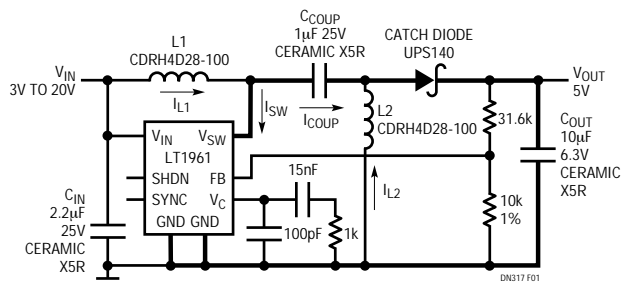 L1
CDRH4D28-100
C_COUP
1µF 25V
CERAMIC X5R
CATCH DIODE
UPS140
V_IN
3V TO 20V
I_L1
I_SW
I_COUP
V_OUT
5V
L2
CDRH4D28-100
31.6k
C_OUT
10µF
6.3V
CERAMIC
X5R
V_IN
V_SW
LT1961
SHDN
FB
SYNC
V_C
GND GND
15nF
I_L2
C_IN
2.2µF
25V
CERAMIC
X5R
100pF
1k
10k
1%
DN317 F01